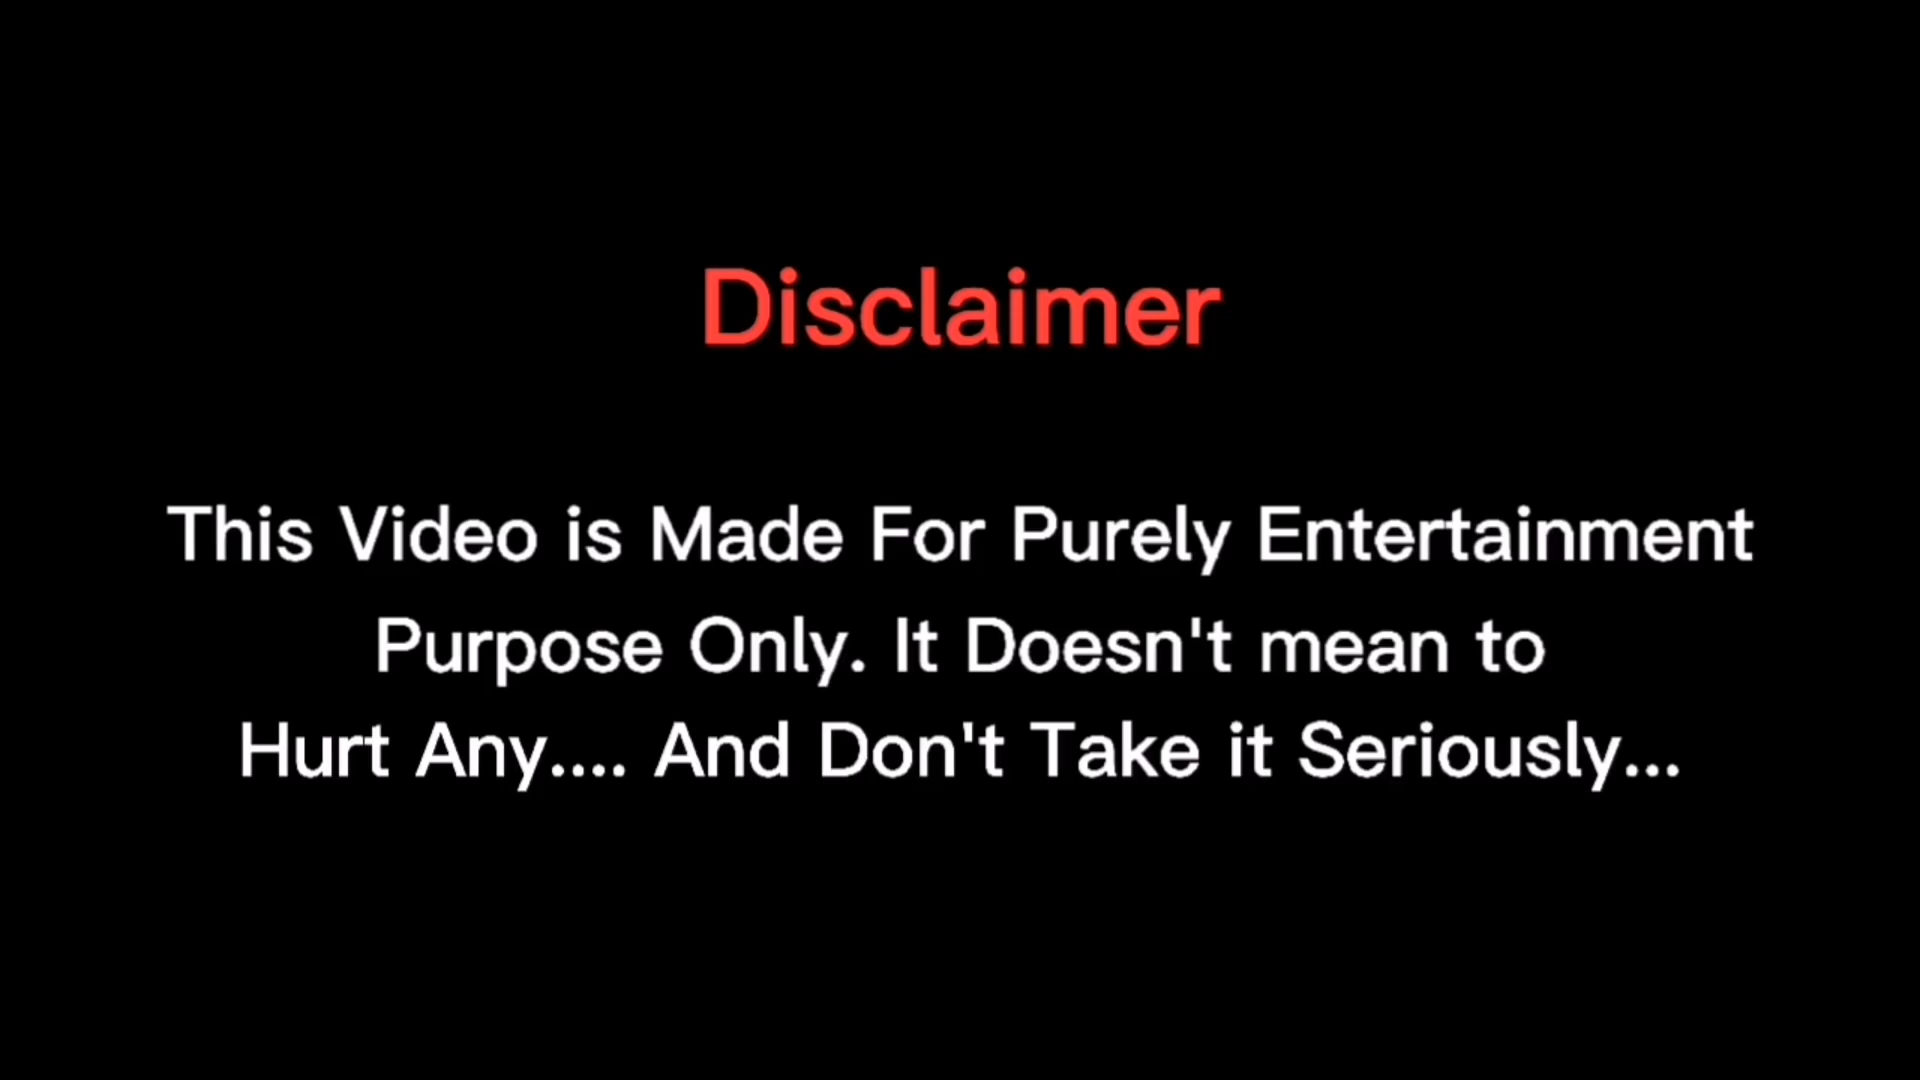 Disclaimer
This Video is Made For Purely Entertainment
Purpose Only. It Doesn't mean to
Hurt Any.... And Don't Take it Seriously...